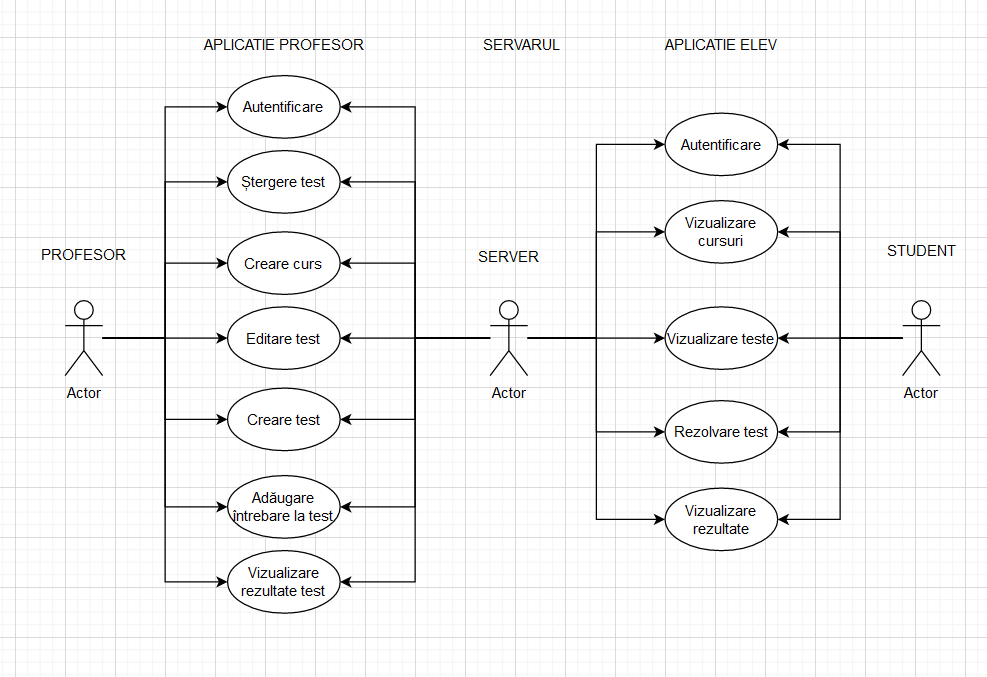 APLICATIE PROFESOR
SERVARUL
APLICATIE ELEV
PROFESOR
Actor
Autentificare
Ștergere test
Creare curs
Editare test
Creare test
Adăugare
întrebare la test
Vizualizare
rezultate test
SERVER
Actor
Autentificare
Vizualizare
cursuri
Vizualizare teste
Rezolvare test
Vizualizare
rezultate
STUDENT
Actor